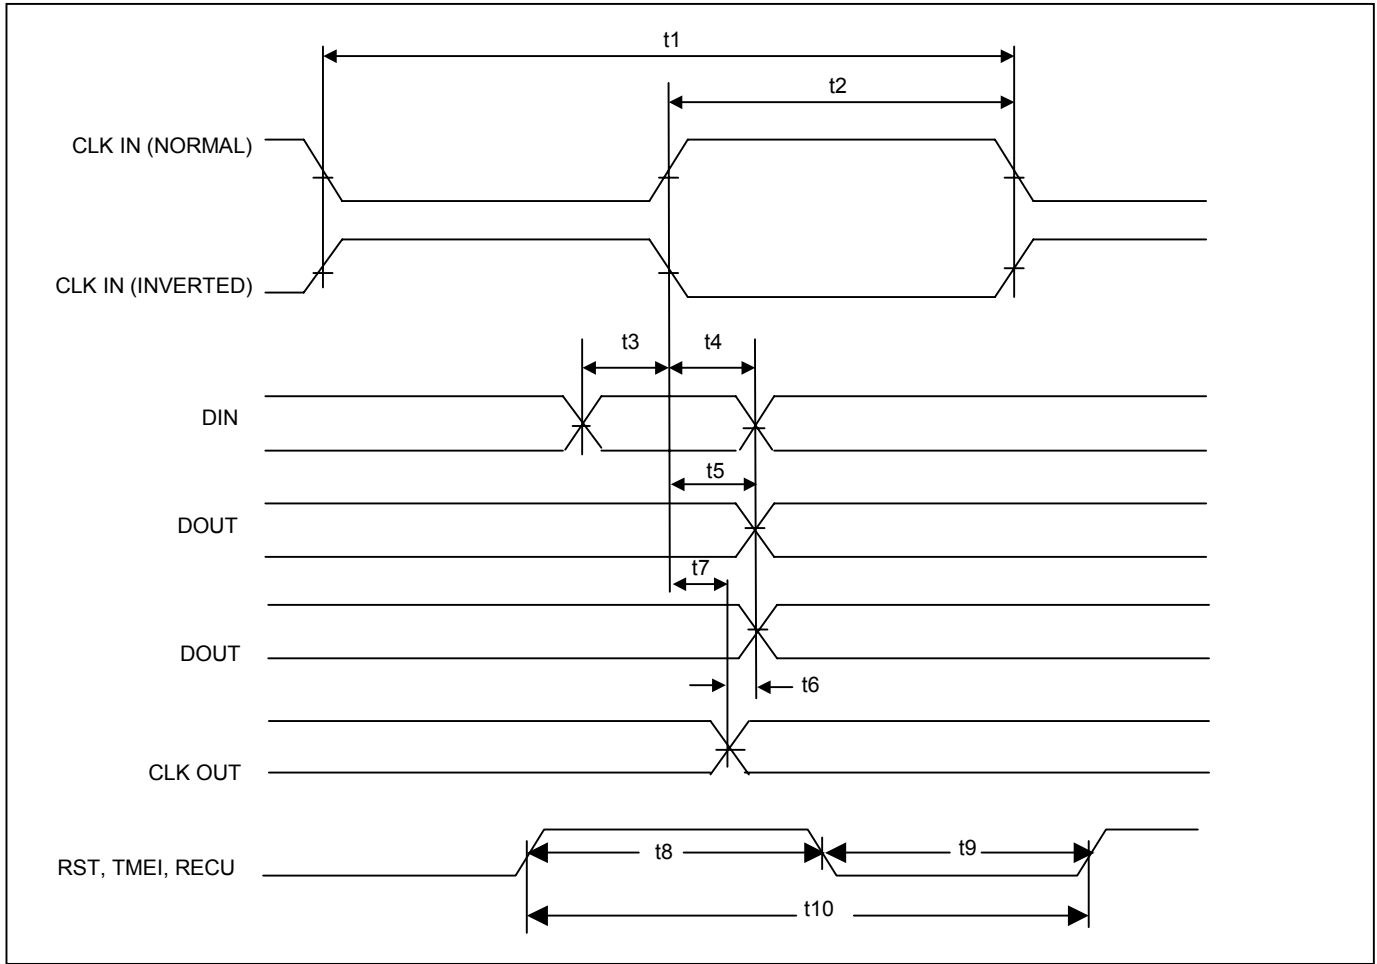 t1
t2
CLK IN (NORMAL)
CLK IN (INVERTED)
t3
t4
DIN
t5
DOUT
t7
DOUT
t6
CLK OUT
RST, TMEI, RECU
t8
t9
t10